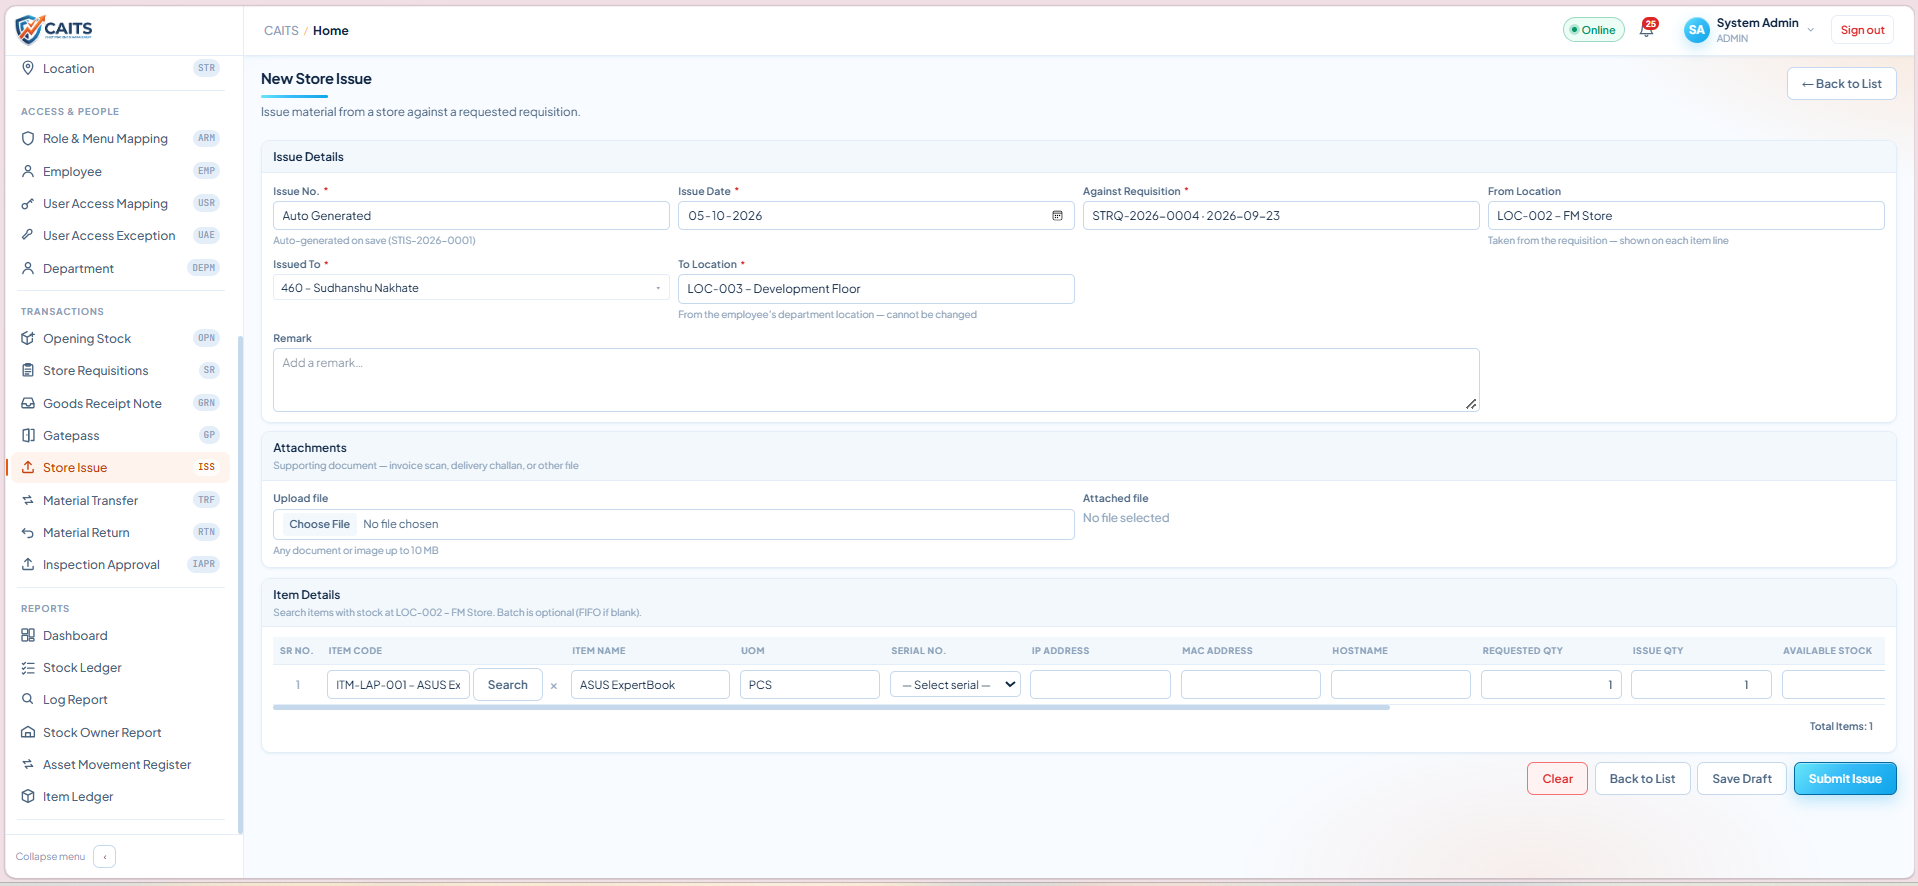 CAITS
CAITS / Home
Online
25
SA
System Admin
ADMIN
Sign out
Location STR
ACCESS & PEOPLE
Role & Menu Mapping ARM
Employee EMP
User Access Mapping USR
User Access Exception UAE
Department DEPM
TRANSACTIONS
Opening Stock OPN
Store Requisitions SR
Goods Receipt Note GRN
Gatepass GP
Store Issue ISS
Material Transfer TRF
Material Return RTN
Inspection Approval IAPR
REPORTS
Dashboard
Stock Ledger
Log Report
Stock Owner Report
Asset Movement Register
Item Ledger
Collapse menu ‹
New Store Issue
Issue material from a store against a requested requisition.
← Back to List
Issue Details
Issue No. * Issue Date * Against Requisition * From Location
Auto Generated 05-10-2026 STRQ-2026-0004 · 2026-09-23 LOC-002 – FM Store
Auto-generated on save (STIS-2026-0001) Taken from the requisition — shown on each item line
Issued To * To Location *
460 – Sudhanshu Nakhate LOC-003 – Development Floor
From the employee's department location — cannot be changed
Remark
Add a remark...
Attachments
Supporting document — invoice scan, delivery challan, or other file
Upload file Attached file
Choose File No file chosen No file selected
Any document or image up to 10 MB
Item Details
Search items with stock at LOC-002 – FM Store. Batch is optional (FIFO if blank).
SR NO. ITEM CODE ITEM NAME UOM SERIAL NO. IP ADDRESS MAC ADDRESS HOSTNAME REQUESTED QTY ISSUE QTY AVAILABLE STOCK
1 ITM-LAP-001 – ASUS Ex Search × ASUS ExpertBook PCS — Select serial — 1 1
Total Items: 1
Clear Back to List Save Draft Submit Issue